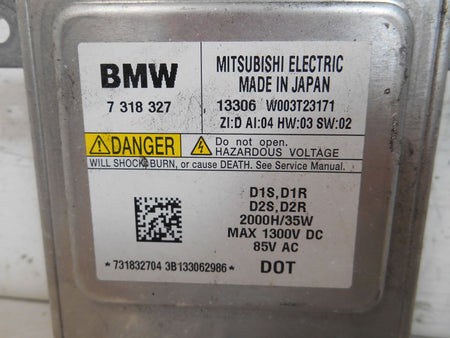 BMW
7 318 327
MITSUBISHI ELECTRIC
MADE IN JAPAN
13306 W003T23171
ZI:D AI:04 HW:03 SW:02
DANGER
Do not open.
HAZARDOUS VOLTAGE
WILL SHOCK, BURN, or cause DEATH. See Service Manual.
D1S,D1R
D2S,D2R
2000H/35W
MAX 1300V DC
85V AC
*731832704 3B133062986*
DOT